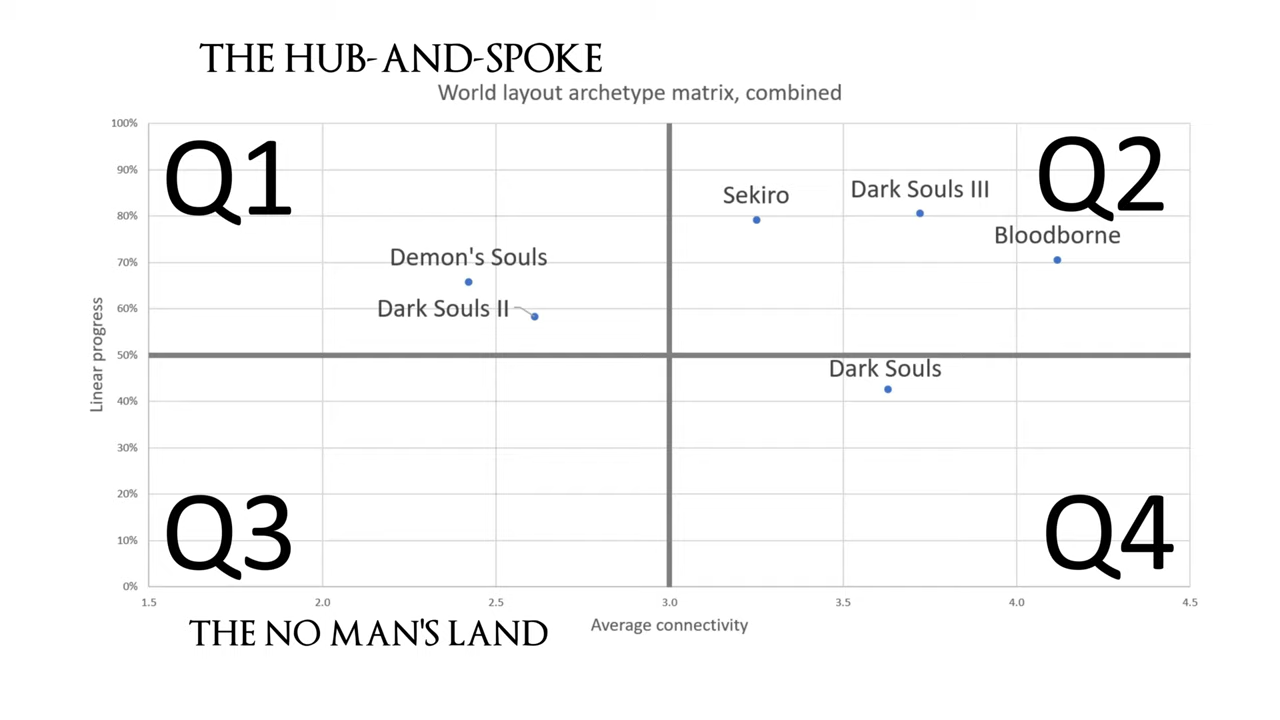 THE HUB-AND-SPOKE
World layout archetype matrix, combined
100%
Q1
Q2
90%
Sekiro
Dark Souls III
80%
Bloodborne
Demon's Souls
70%
Dark Souls II
60%
50%
Dark Souls
Linear progress
40%
30%
20%
Q3
Q4
10%
0%
1.5 2.0 2.5 3.0 3.5 4.0 4.5
THE NO MAN'S LAND
Average connectivity